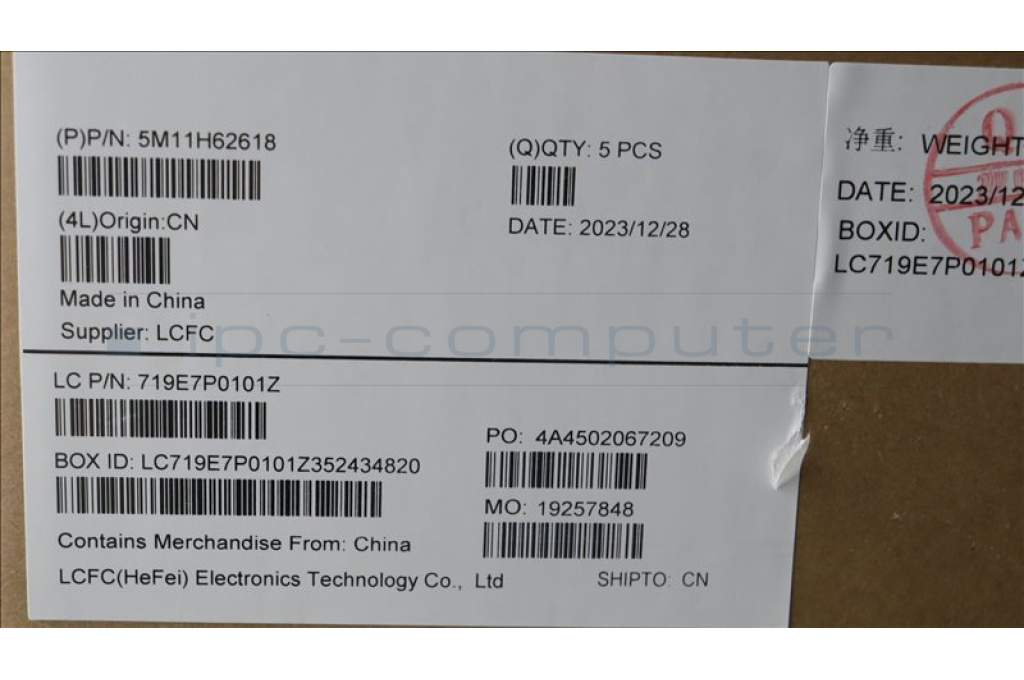 (P)P/N: 5M11H62618
(Q)QTY: 5 PCS
(4L)Origin:CN
DATE: 2023/12/28
Made in China
Supplier: LCFC
ipc-computer
LC P/N: 719E7P0101Z
PO: 4A4502067209
BOX ID: LC719E7P0101Z352434820
MO: 19257848
Contains Merchandise From: China
LCFC(HeFei) Electronics Technology Co., Ltd
SHIPTO: CN
净重: WEIGHT
DATE: 2023/12
BOXID:
LC719E7P0101Z
Q
PA